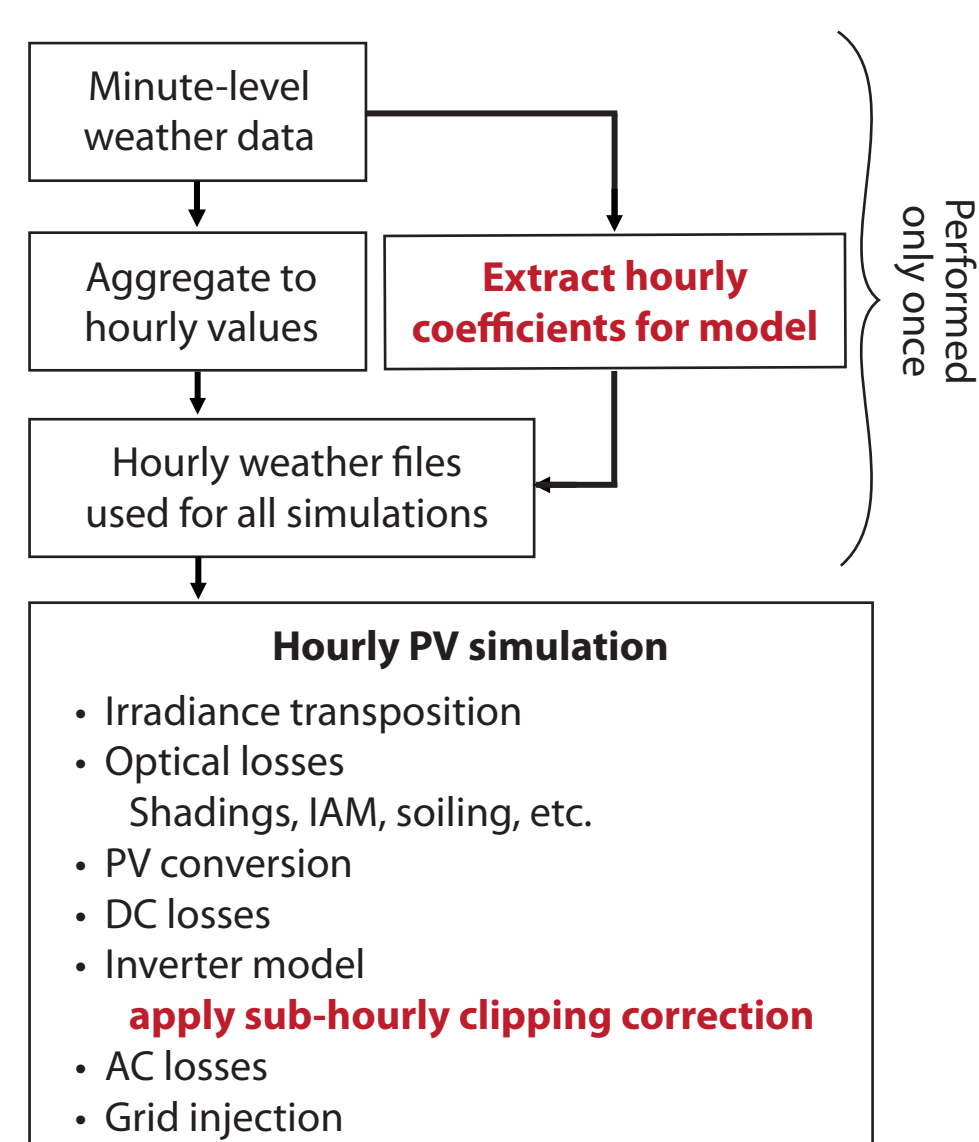 Minute-level
weather data
Aggregate to
hourly values
Extract hourly
coefficients for model
Performed
only once
Hourly weather files
used for all simulations
Hourly PV simulation
• Irradiance transposition
• Optical losses
Shadings, IAM, soiling, etc.
• PV conversion
• DC losses
• Inverter model
apply sub-hourly clipping correction
• AC losses
• Grid injection